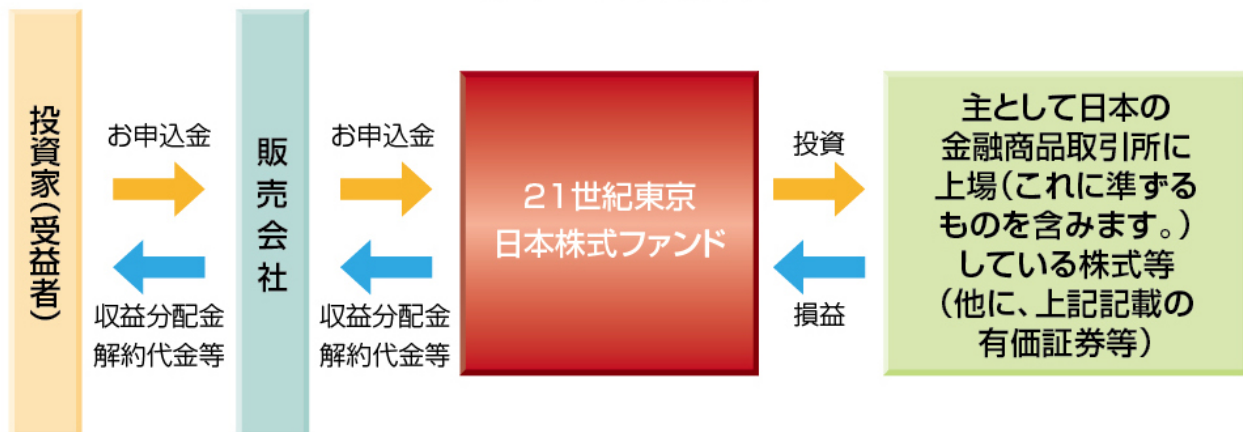 投資家(受益者)
お申込金
収益分配金
解約代金等
販売会社
お申込金
収益分配金
解約代金等
21世紀東京
日本株式ファンド
投資
損益
主として日本の
金融商品取引所に
上場(これに準ずる
ものを含みます。)
している株式等
(他に、上記記載の
有価証券等)